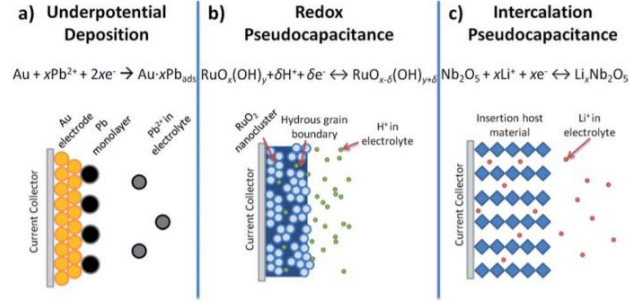 a) Underpotential
Deposition
Au + xPb²⁺ + 2xe⁻ → Au·xPbads
Au
electrode
Pb
monolayer
Pb²⁺ in
electrolyte
Current Collector
b) Redox
Pseudocapacitance
RuOx(OH)y+δH⁺+δe⁻ ↔ RuOx-δ(OH)y+δ
RuO₂
nanocluster
Hydrous grain
boundary
H⁺ in
electrolyte
Current Collector
c) Intercalation
Pseudocapacitance
Nb₂O₅ + xLi⁺ + xe⁻ ↔ LixNb₂O₅
Insertion host
material
Li⁺ in
electrolyte
Current Collector